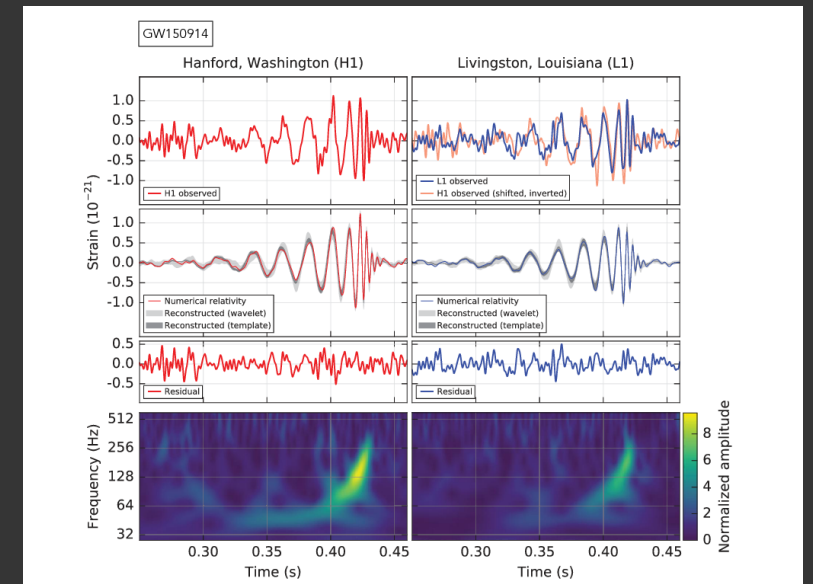 GW150914
Hanford, Washington (H1)
Livingston, Louisiana (L1)
Strain (10⁻²¹)
1.0
0.5
0.0
-0.5
-1.0
H1 observed
L1 observed
H1 observed (shifted, inverted)
1.0
0.5
0.0
-0.5
-1.0
Numerical relativity
Reconstructed (wavelet)
Reconstructed (template)
Numerical relativity
Reconstructed (wavelet)
Reconstructed (template)
0.5
0.0
-0.5
Residual
Residual
Frequency (Hz)
512
256
128
64
32
0.30 0.35 0.40 0.45
Time (s)
0.30 0.35 0.40 0.45
Time (s)
8
6
4
2
0
Normalized amplitude